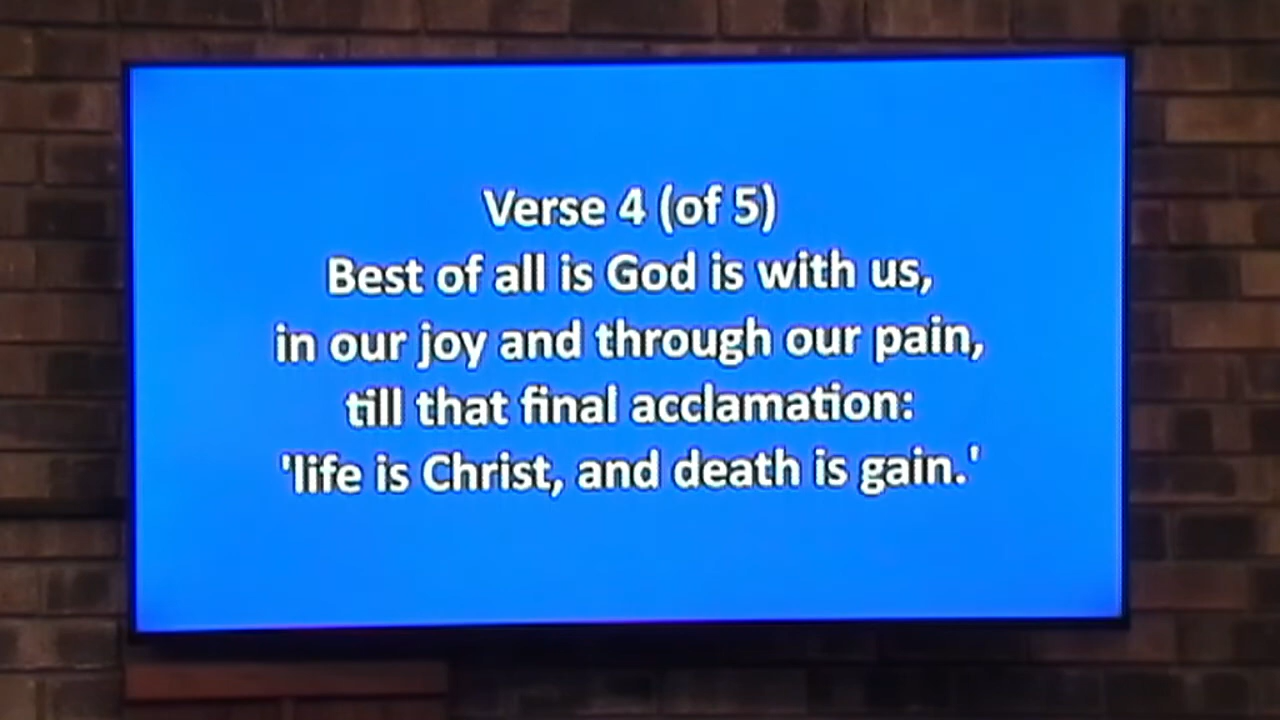 Verse 4 (of 5)
Best of all is God is with us,
in our joy and through our pain,
till that final acclamation:
'life is Christ, and death is gain.'